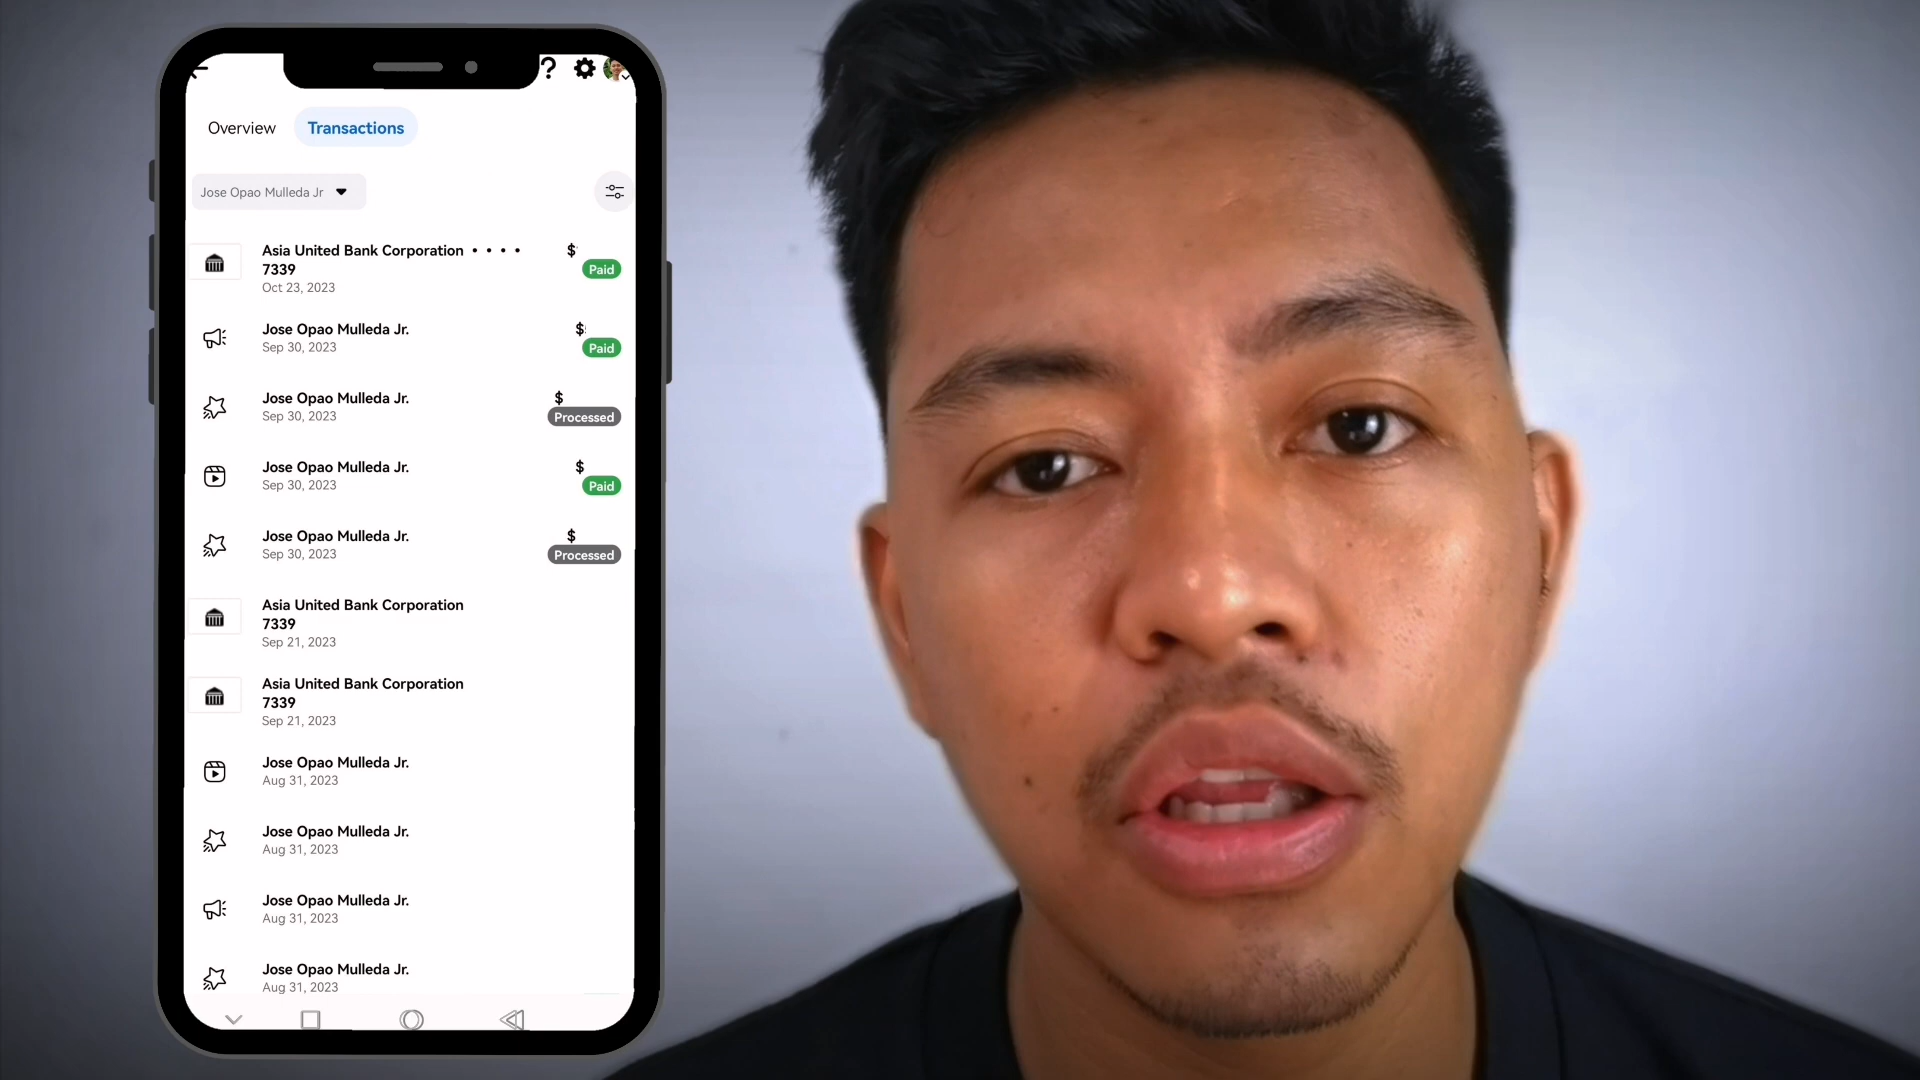 ?
Overview Transactions
Jose Opao Mulleda Jr
Asia United Bank Corporation • • • • $
7339 Paid
Oct 23, 2023
Jose Opao Mulleda Jr. $
Sep 30, 2023 Paid
Jose Opao Mulleda Jr. $
Sep 30, 2023 Processed
Jose Opao Mulleda Jr. $
Sep 30, 2023 Paid
Jose Opao Mulleda Jr. $
Sep 30, 2023 Processed
Asia United Bank Corporation
7339
Sep 21, 2023
Asia United Bank Corporation
7339
Sep 21, 2023
Jose Opao Mulleda Jr.
Aug 31, 2023
Jose Opao Mulleda Jr.
Aug 31, 2023
Jose Opao Mulleda Jr.
Aug 31, 2023
Jose Opao Mulleda Jr.
Aug 31, 2023